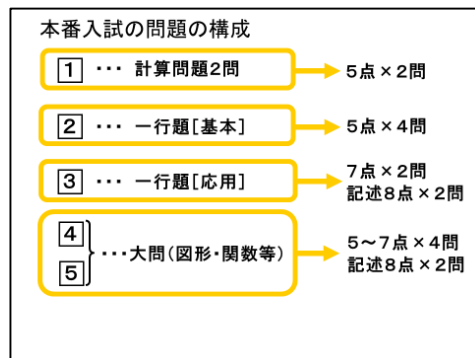 本番入試の問題の構成
1 ・・・ 計算問題2問 5点×2問
2 ・・・ 一行題[基本] 5点×4問
3 ・・・ 一行題[応用] 7点×2問
記述8点×2問
4
5
・・・大問(図形・関数等) 5〜7点×4問
記述8点×2問